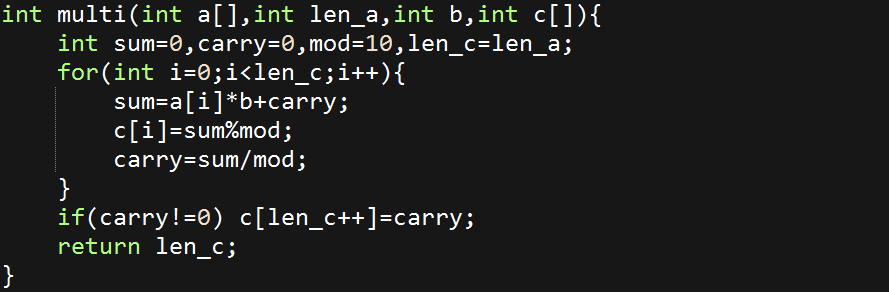 int multi(int a[],int len_a,int b,int c[]){
    int sum=0,carry=0,mod=10,len_c=len_a;
    for(int i=0;i<len_c;i++){
        sum=a[i]*b+carry;
        c[i]=sum%mod;
        carry=sum/mod;
    }
    if(carry!=0) c[len_c++]=carry;
    return len_c;
}